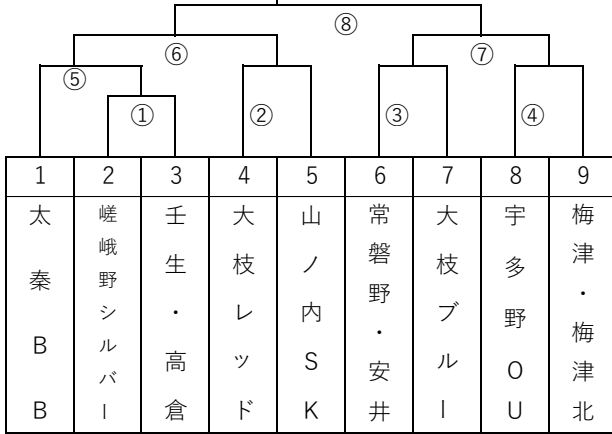 ⑧
⑥
⑦
⑤
①
②
③
④
1 2 3 4 5 6 7 8 9
太秦BB
嵯峨野シルバー
壬生・高倉
大枝レッド
山ノ内SK
常磐野・安井
大枝ブルー
宇多野OU
梅津・梅津北